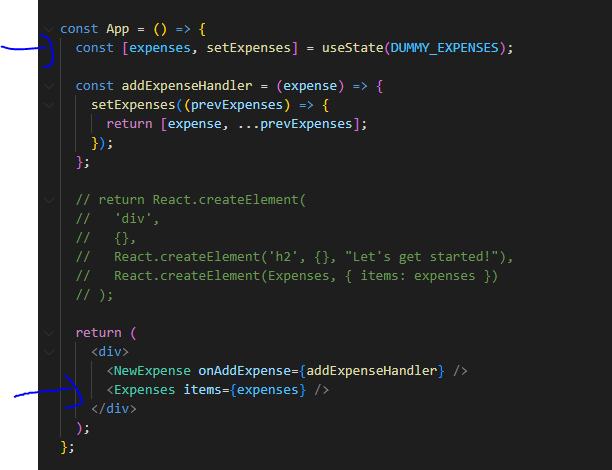 const App = () => {
const [expenses, setExpenses] = useState(DUMMY_EXPENSES);
const addExpenseHandler = (expense) => {
setExpenses((prevExpenses) => {
return [expense, ...prevExpenses];
});
};
// return React.createElement(
//   'div',
//   {},
//   React.createElement('h2', {}, "Let's get started!"),
//   React.createElement(Expenses, { items: expenses })
// );
return (
<div>
<NewExpense onAddExpense={addExpenseHandler} />
<Expenses items={expenses} />
</div>
);
};